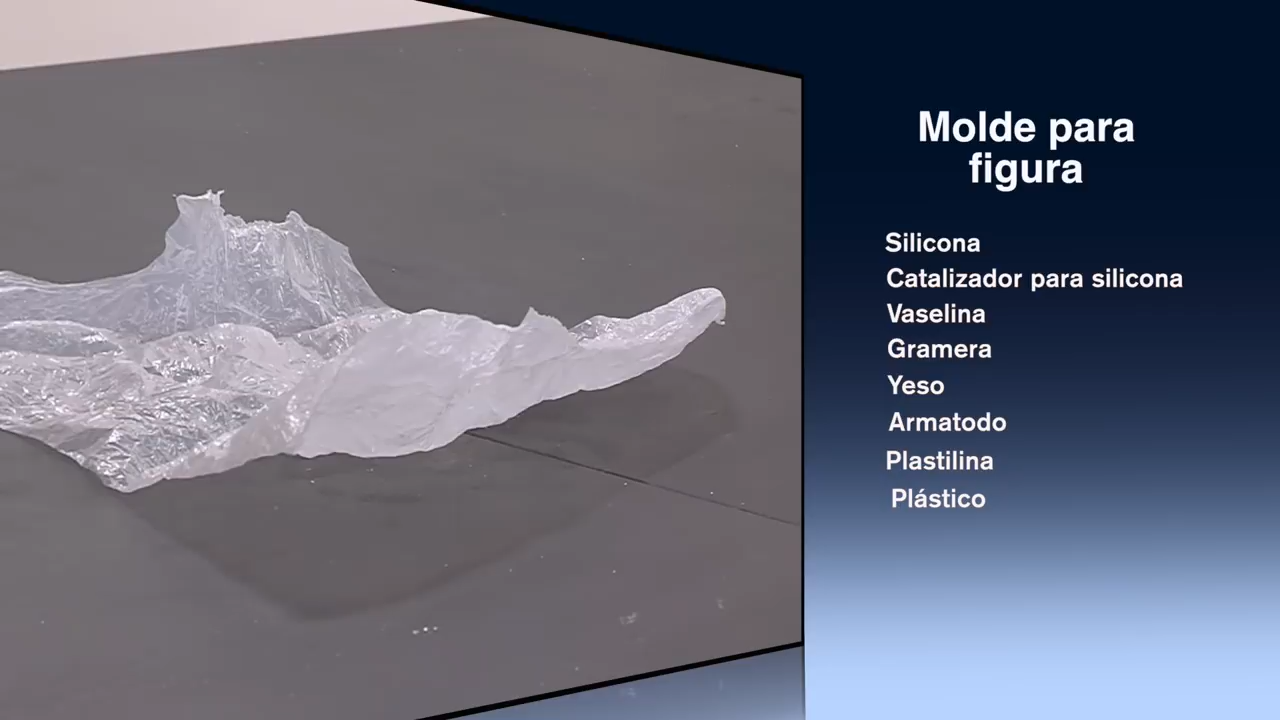 Molde para
figura
Silicona
Catalizador para silicona
Vaselina
Gramera
Yeso
Armatodo
Plastilina
Plástico